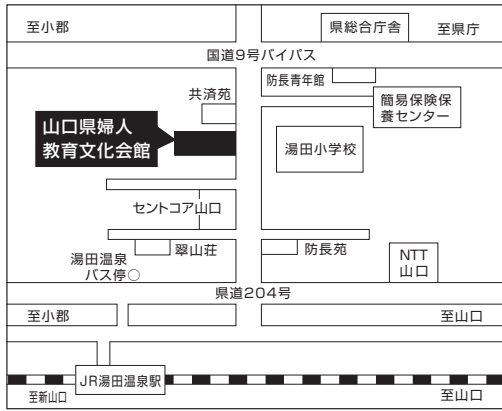 至小郡
県総合庁舎
至県庁
国道9号バイパス
共済苑
防長青年館
簡易保険保
養センター
山口県婦人
教育文化会館
湯田小学校
セントコア山口
湯田温泉
バス停○
翠山荘
防長苑
NTT
山口
県道204号
至小郡
至山口
JR湯田温泉駅
至新山口
至山口